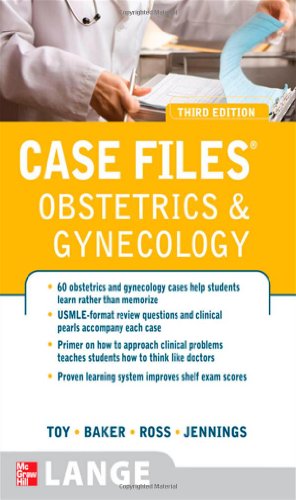 THIRD EDITION
CASE FILES®
OBSTETRICS &
GYNECOLOGY
• 60 obstetrics and gynecology cases help students
learn rather than memorize
• USMLE-format review questions and clinical
pearls accompany each case
• Primer on how to approach clinical problems
teaches students how to think like doctors
• Proven learning system improves shelf exam scores
TOY • BAKER • ROSS • JENNINGS
Mc
Graw
Hill
LANGE